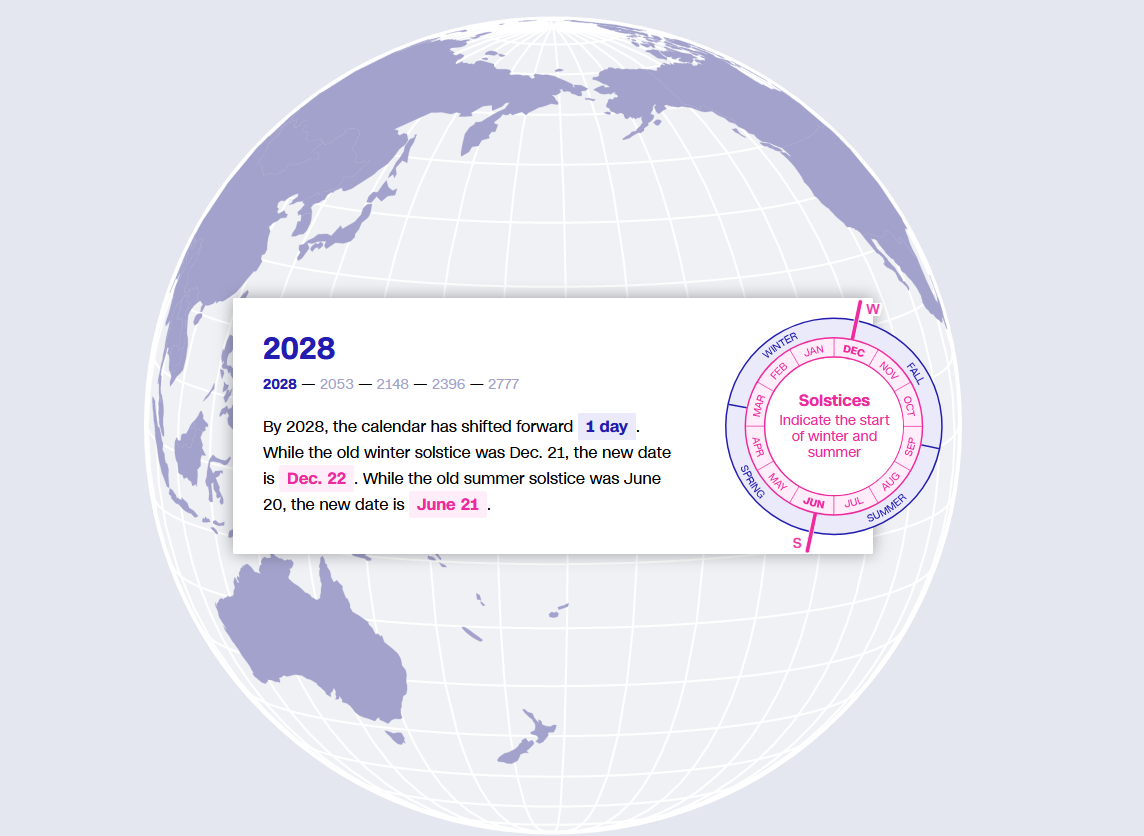 2028
2028 — 2053 — 2148 — 2396 — 2777
By 2028, the calendar has shifted forward 1 day .
While the old winter solstice was Dec. 21, the new date
is Dec. 22 . While the old summer solstice was June
20, the new date is June 21 .
W
WINTER
FALL
SPRING
SUMMER
JAN
DEC
NOV
OCT
SEP
AUG
JUL
JUN
MAY
APR
MAR
FEB
Solstices
Indicate the start
of winter and
summer
S